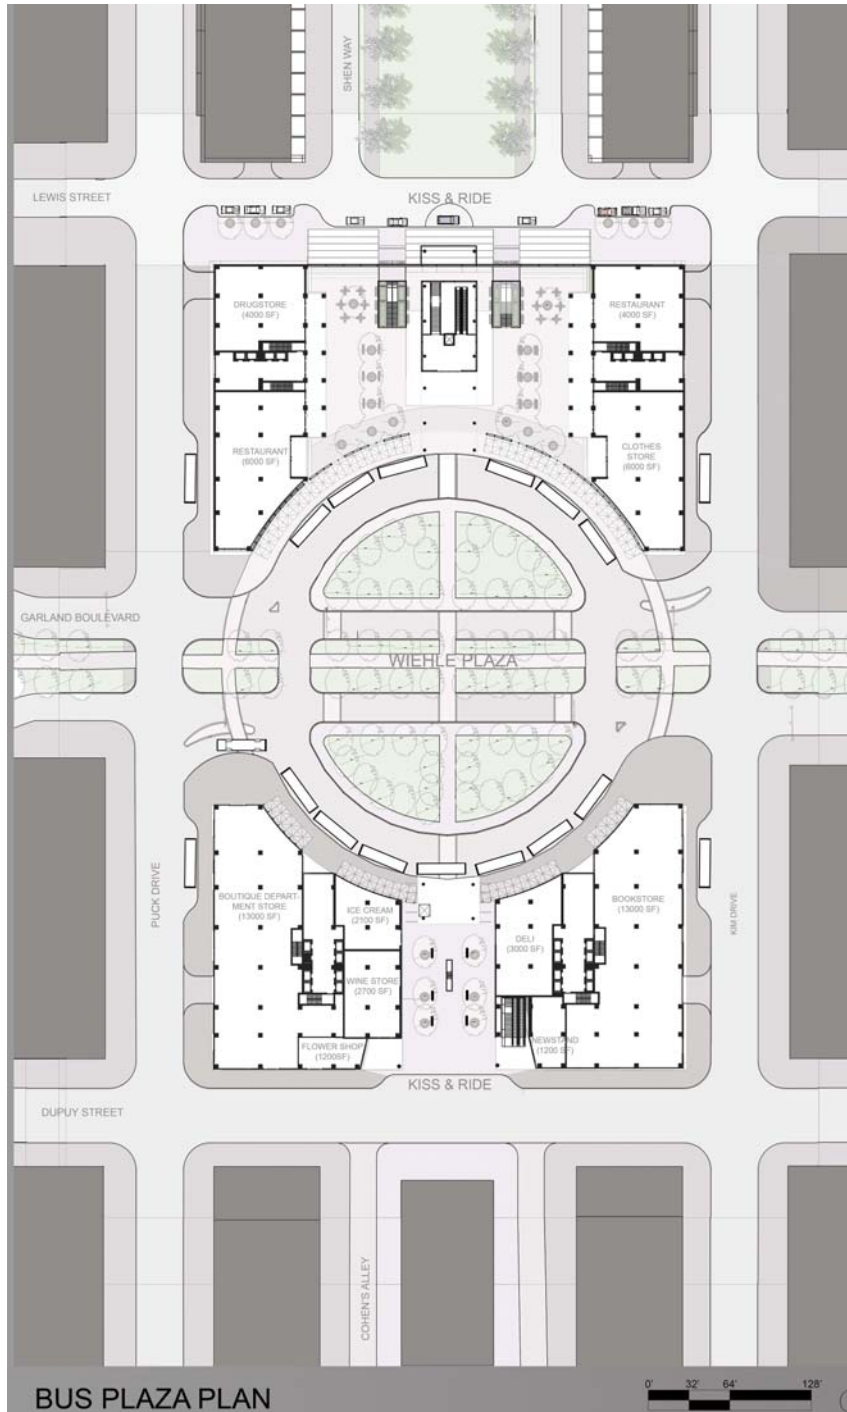 SHEN WAY
LEWIS STREET
KISS & RIDE
DRUGSTORE
(4000 SF)
RESTAURANT
(4000 SF)
RESTAURANT
(6000 SF)
CLOTHES
STORE
(6000 SF)
GARLAND BOULEVARD
WIEHLE PLAZA
PUCK DRIVE
KIM DRIVE
BOUTIQUE DEPART-
MENT STORE
(13000 SF)
ICE CREAM
(2100 SF)
WINE STORE
(2700 SF)
FLOWER SHOP
(1200SF)
DELI
(3000 SF)
BOOKSTORE
(13000 SF)
NEWSTAND
(1200 SF)
KISS & RIDE
DUPUY STREET
COHEN'S ALLEY
BUS PLAZA PLAN
0' 32' 64' 128'